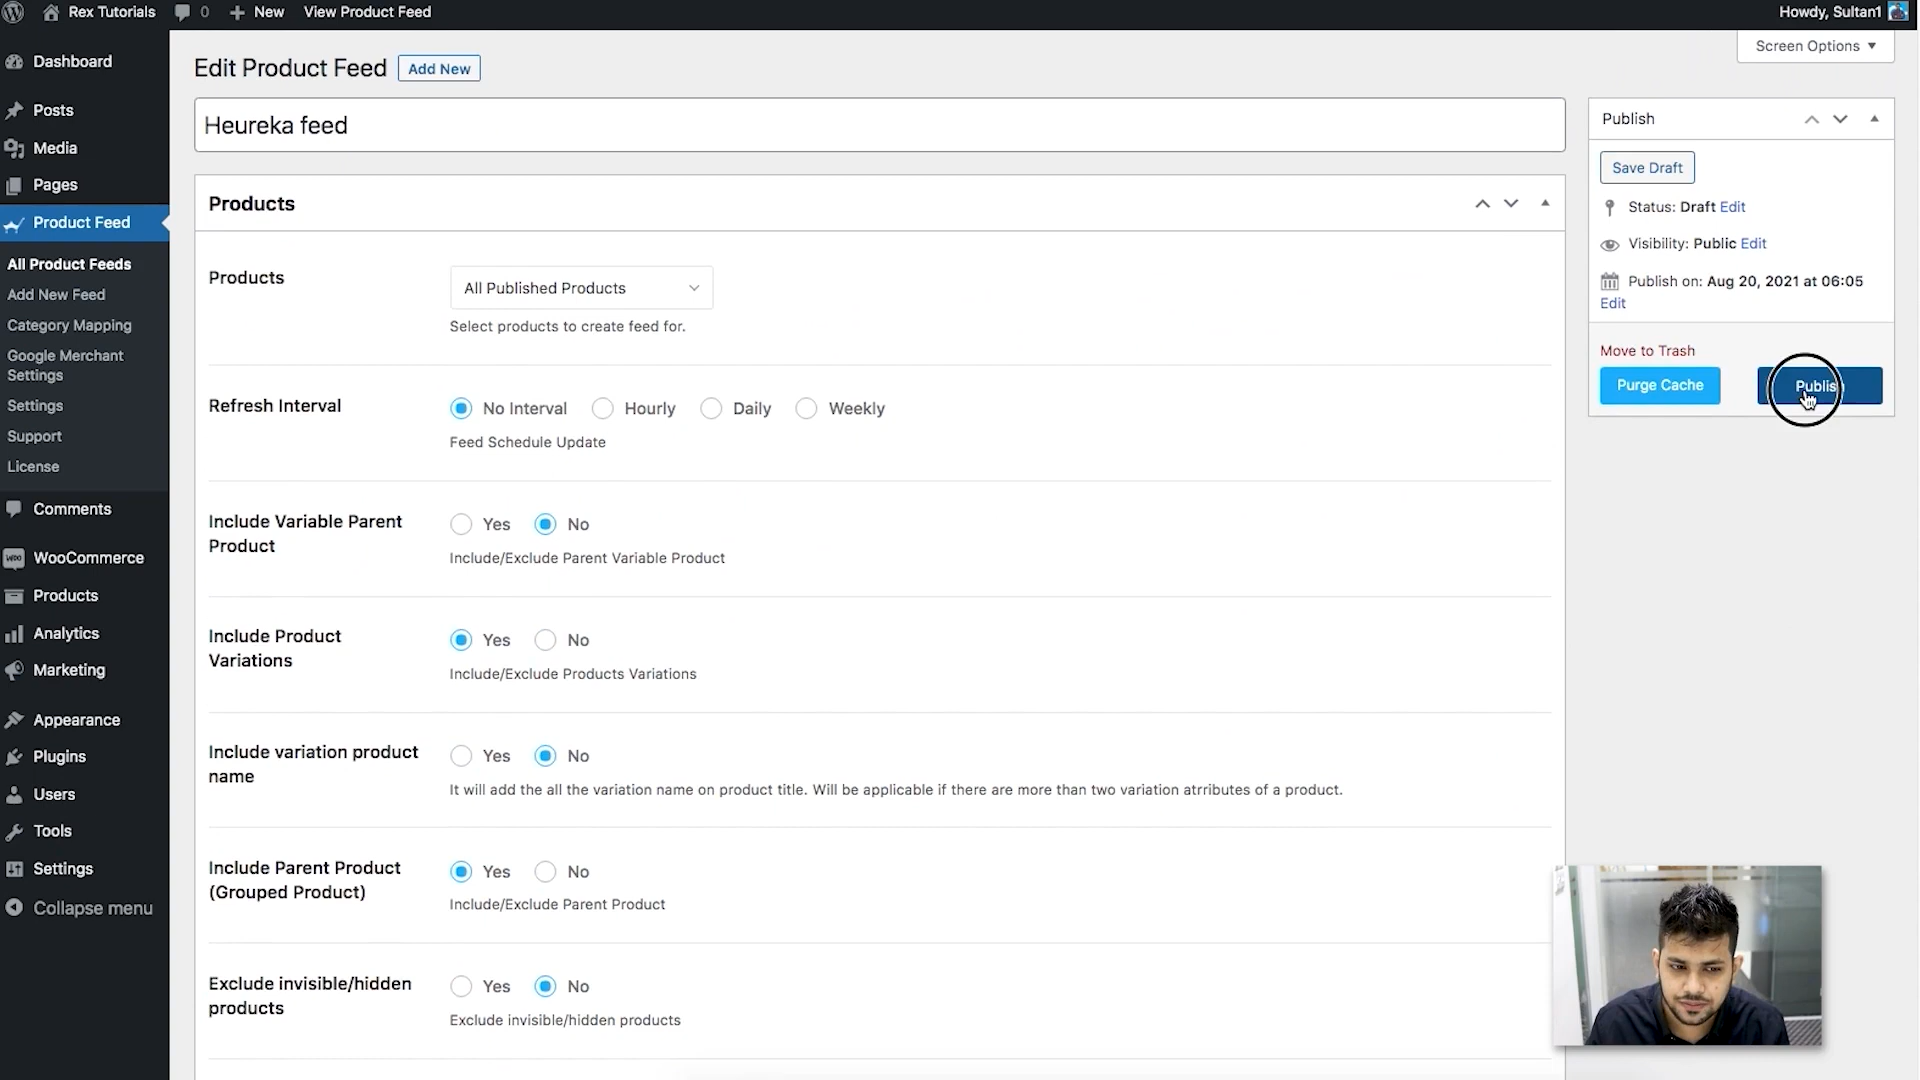 Rex Tutorials 0 New View Product Feed Howdy, Sultan1
Screen Options
Dashboard
Posts
Media
Pages
Product Feed
All Product Feeds
Add New Feed
Category Mapping
Google Merchant
Settings
Settings
Support
License
Comments
WooCommerce
Products
Analytics
Marketing
Appearance
Plugins
Users
Tools
Settings
Collapse menu
Edit Product Feed Add New
Heureka feed
Products
Products
All Published Products
Select products to create feed for.
Refresh Interval
No Interval Hourly Daily Weekly
Feed Schedule Update
Include Variable Parent
Product
Yes No
Include/Exclude Parent Variable Product
Include Product
Variations
Yes No
Include/Exclude Products Variations
Include variation product
name
Yes No
It will add the all the variation name on product title. Will be applicable if there are more than two variation atrributes of a product.
Include Parent Product
(Grouped Product)
Yes No
Include/Exclude Parent Product
Exclude invisible/hidden
products
Yes No
Exclude invisible/hidden products
Publish
Save Draft
Status: Draft Edit
Visibility: Public Edit
Publish on: Aug 20, 2021 at 06:05
Edit
Move to Trash
Purge Cache
Publish